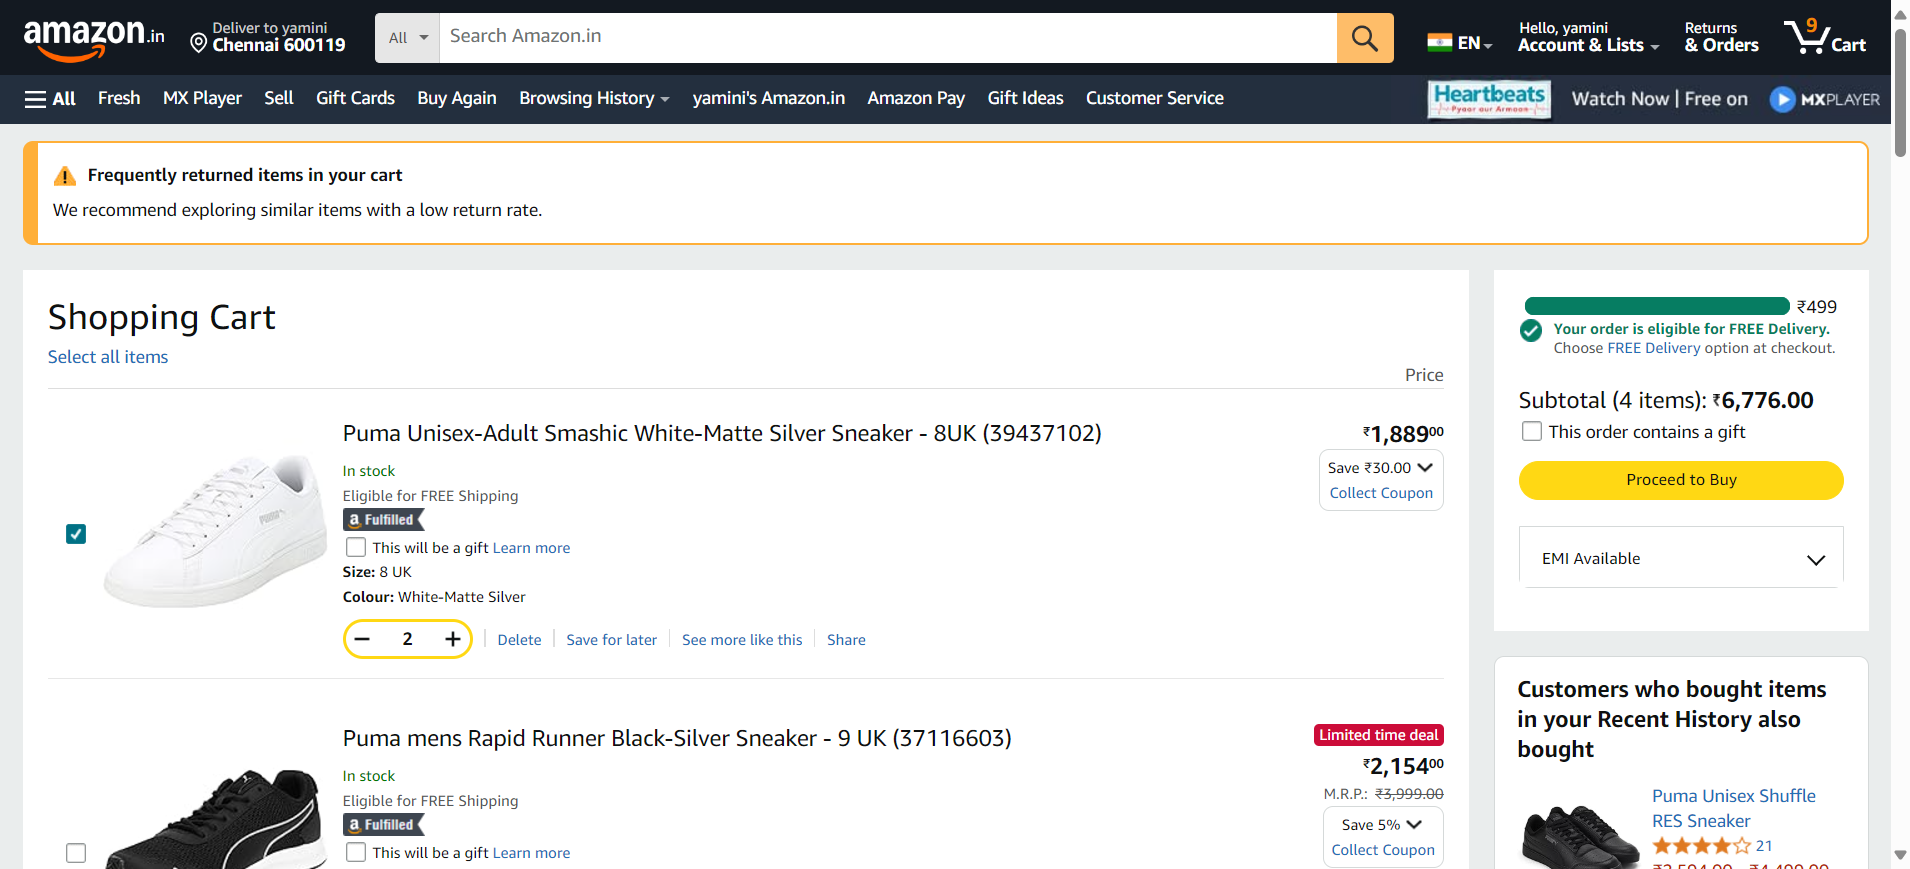 amazon.in
Deliver to yamini
Chennai 600119
All
Search Amazon.in
EN
Hello, yamini
Account & Lists
Returns
& Orders
9
Cart
All
Fresh
MX Player
Sell
Gift Cards
Buy Again
Browsing History
yamini's Amazon.in
Amazon Pay
Gift Ideas
Customer Service
Heartbeats
Pyaar aur Armaan
Watch Now | Free on
MXPLAYER
Frequently returned items in your cart
We recommend exploring similar items with a low return rate.
Shopping Cart
Select all items
Price
Puma Unisex-Adult Smashic White-Matte Silver Sneaker - 8UK (39437102)
₹1,88900
In stock
Save ₹30.00
Collect Coupon
Eligible for FREE Shipping
a Fulfilled
This will be a gift Learn more
Size: 8 UK
Colour: White-Matte Silver
PUMA
2
Delete
Save for later
See more like this
Share
Puma mens Rapid Runner Black-Silver Sneaker - 9 UK (37116603)
Limited time deal
₹2,15400
M.R.P.: ₹3,999.00
In stock
Eligible for FREE Shipping
a Fulfilled
Save 5%
Collect Coupon
This will be a gift Learn more
₹499
Your order is eligible for FREE Delivery.
Choose FREE Delivery option at checkout.
Subtotal (4 items): ₹6,776.00
This order contains a gift
Proceed to Buy
EMI Available
Customers who bought items
in your Recent History also
bought
Puma Unisex Shuffle
RES Sneaker
21